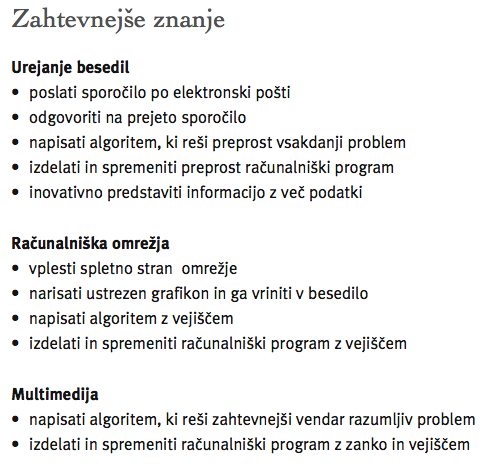 Zahtevnejše znanje
Urejanje besedil
• poslati sporočilo po elektronski pošti
• odgovoriti na prejeto sporočilo
• napisati algoritem, ki reši preprost vsakdanji problem
• izdelati in spremeniti preprost računalniški program
• inovativno predstaviti informacijo z več podatki
Računalniška omrežja
• vplesti spletno stran omrežje
• narisati ustrezen grafikon in ga vriniti v besedilo
• napisati algoritem z vejiščem
• izdelati in spremeniti računalniški program z vejiščem
Multimedija
• napisati algoritem, ki reši zahtevnejši vendar razumljiv problem
• izdelati in spremeniti računalniški program z zanko in vejiščem